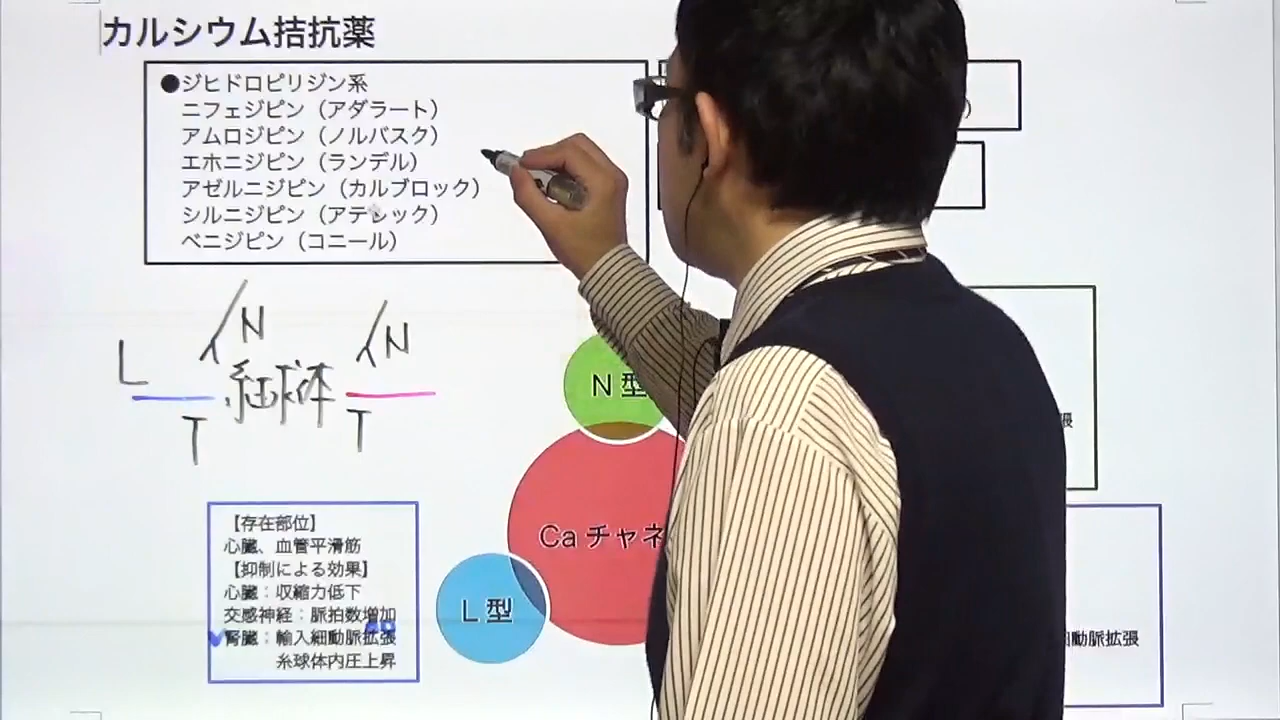 カルシウム拮抗薬
●ジヒドロピリジン系
ニフェジピン（アダラート）
アムロジピン（ノルバスク）
エホニジピン（ランデル）
アゼルニジピン（カルブロック）
シルニジピン（アテレック）
ベニジピン（コニール）
）
L N N
糸球体
T T
N 型
張
Ca チャネ
L 型
【存在部位】
心臓、血管平滑筋
【抑制による効果】
心臓：収縮力低下
交感神経：脈拍数増加
腎臓：輸入細動脈拡張
糸球体内圧上昇
動脈拡張